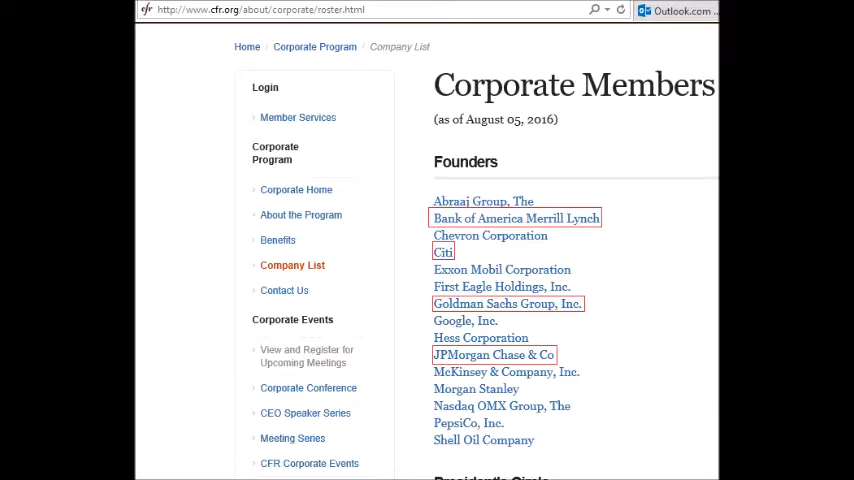 cfr http://www.cfr.org/about/corporate/roster.html
Outlook.com ...
Home / Corporate Program / Company List
Login
Member Services
Corporate
Program
Corporate Home
About the Program
Benefits
Company List
Contact Us
Corporate Events
View and Register for
Upcoming Meetings
Corporate Conference
CEO Speaker Series
Meeting Series
CFR Corporate Events
Corporate Members
(as of August 05, 2016)
Founders
Abraaj Group, The
Bank of America Merrill Lynch
Chevron Corporation
Citi
Exxon Mobil Corporation
First Eagle Holdings, Inc.
Goldman Sachs Group, Inc.
Google, Inc.
Hess Corporation
JPMorgan Chase & Co
McKinsey & Company, Inc.
Morgan Stanley
Nasdaq OMX Group, The
PepsiCo, Inc.
Shell Oil Company
President's Circle